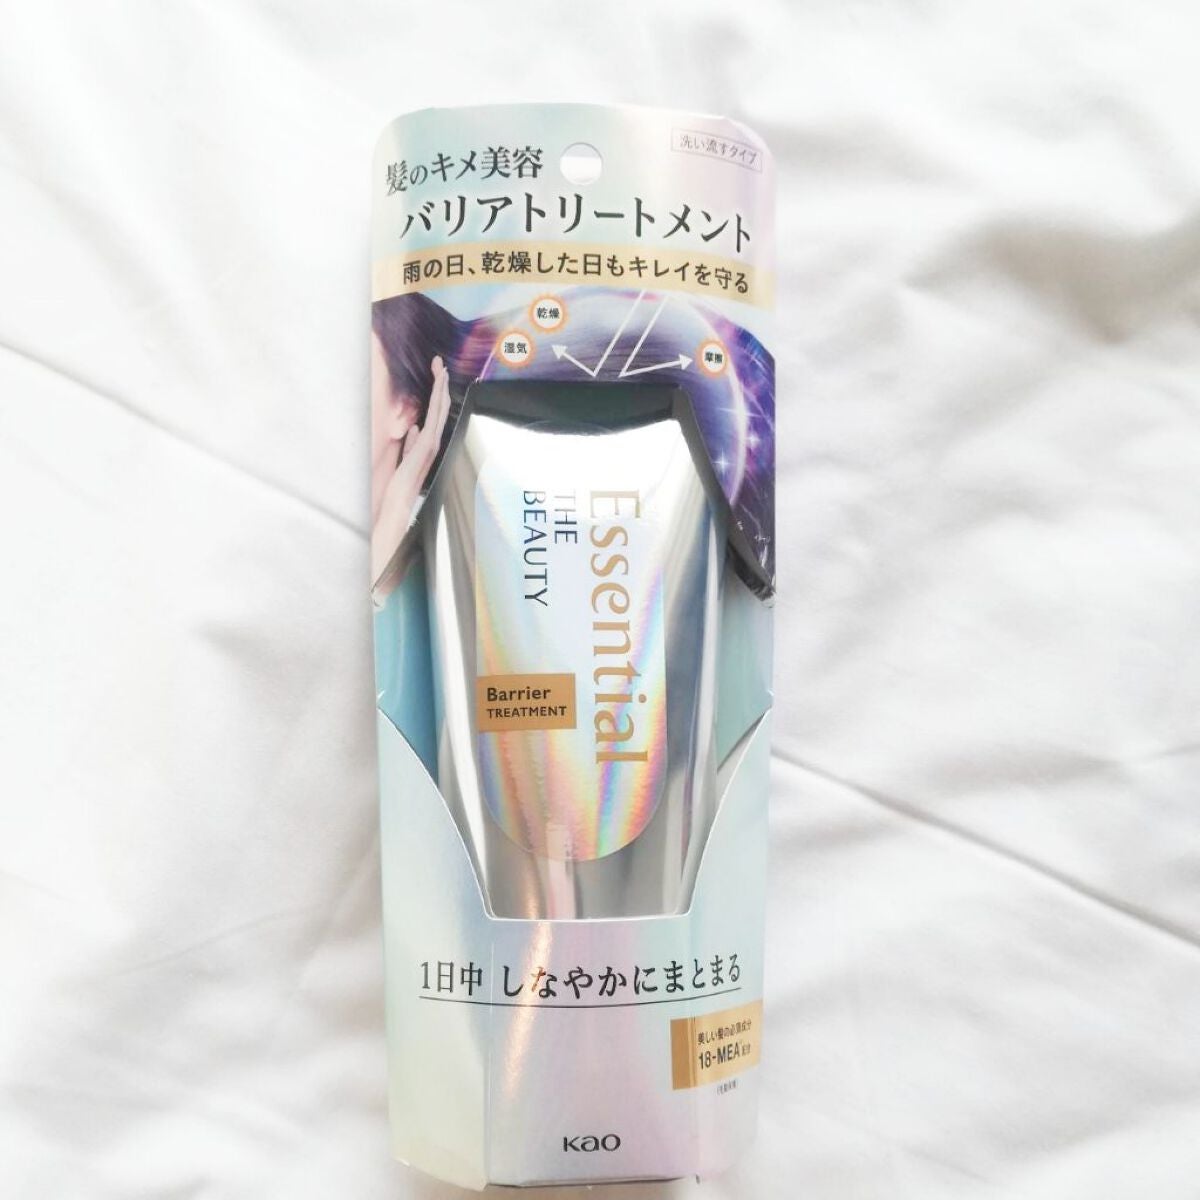 洗い流すタイプ
髪のキメ美容
バリアトリートメント
雨の日、乾燥した日もキレイを守る
乾燥
湿気
摩擦
Essential
THE
BEAUTY
Barrier
TREATMENT
1日中 しなやかにまとまる
美しい髪の必須成分
18-MEA 配合
Kao